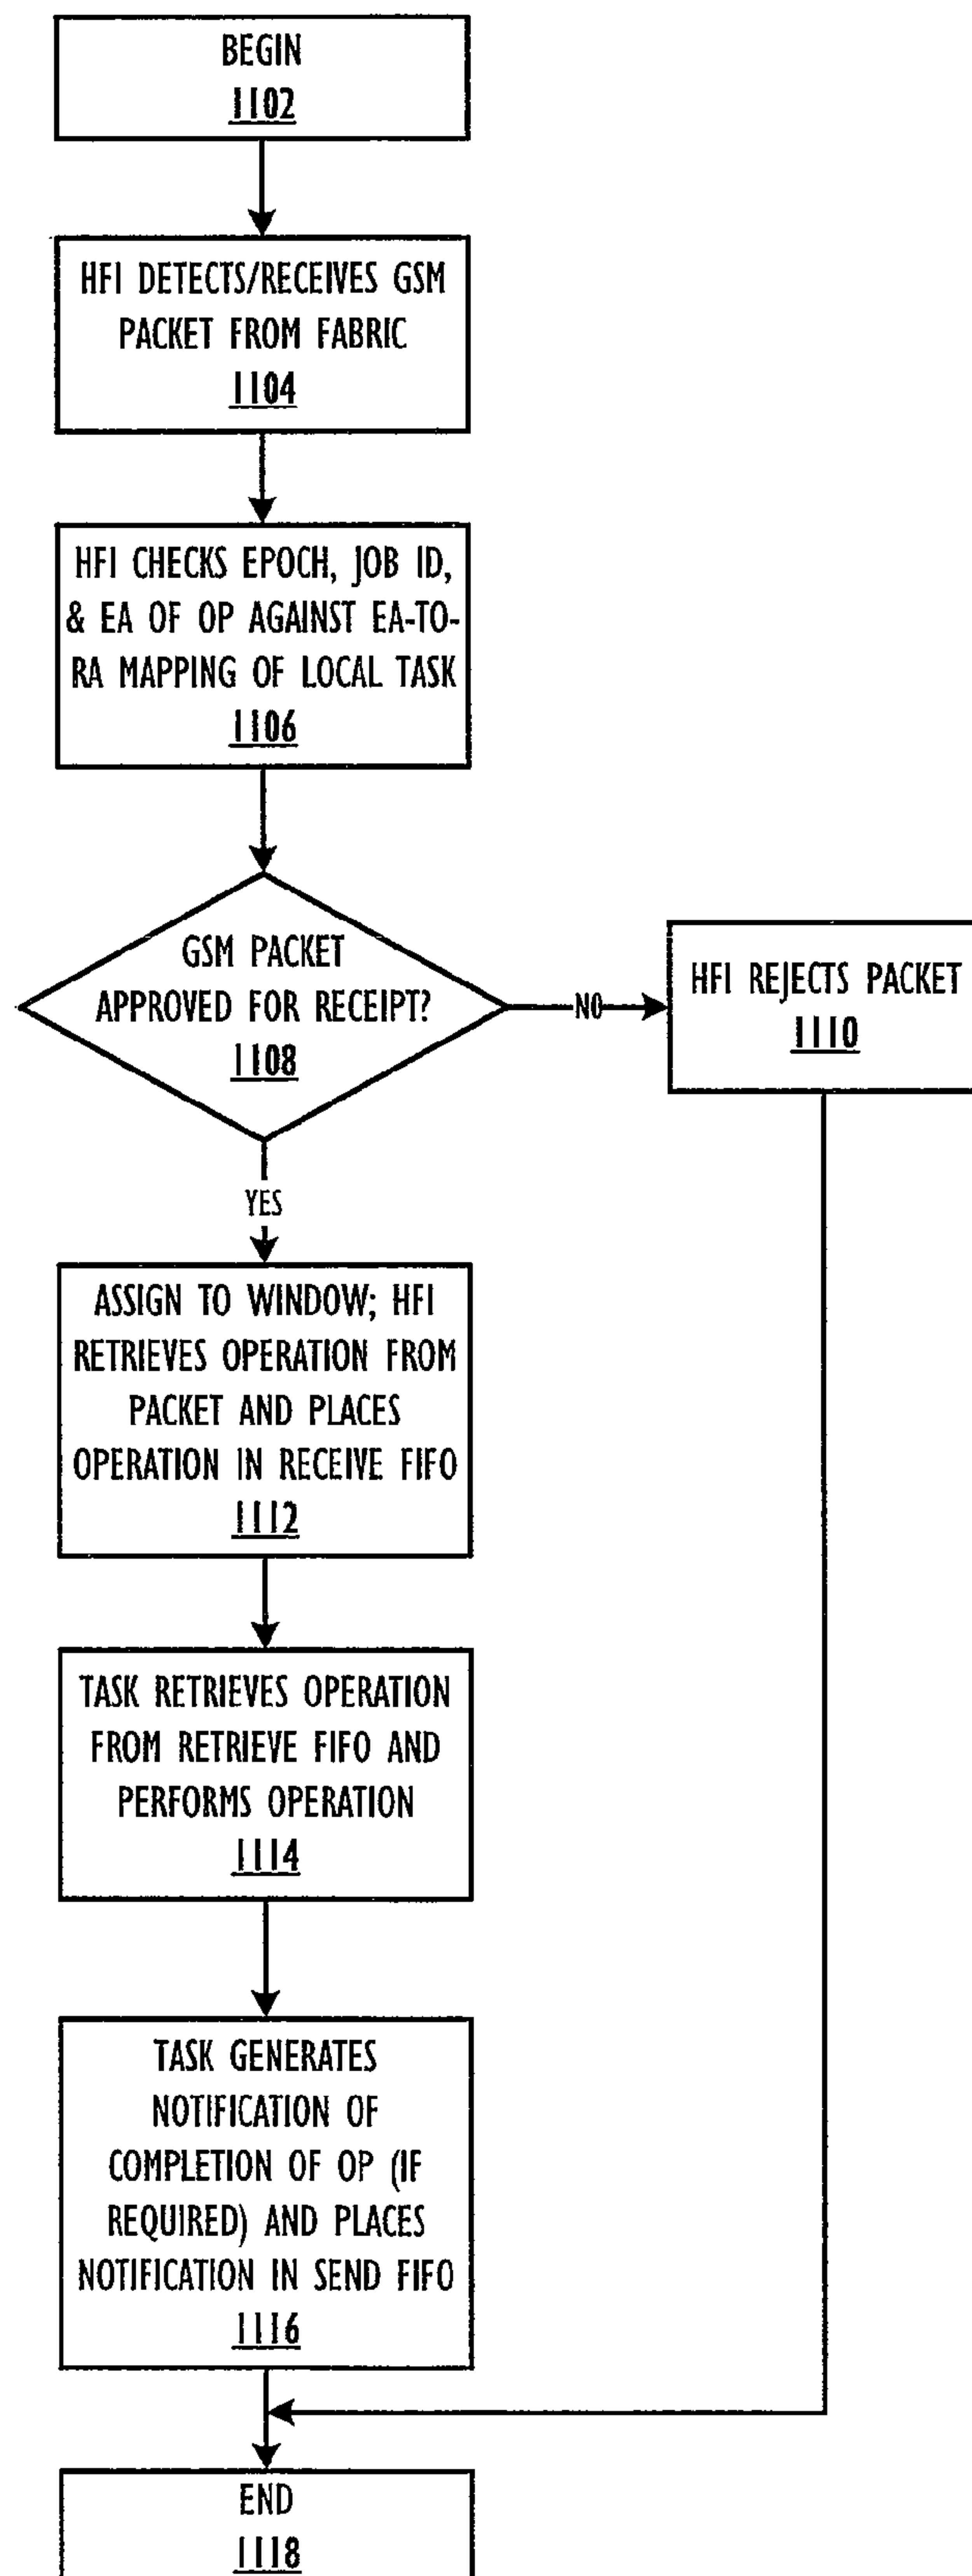 BEGIN
1102
HFI DETECTS/RECEIVES GSM
PACKET FROM FABRIC
1104
HFI CHECKS EPOCH, JOB ID,
& EA OF OP AGAINST EA-TO-
RA MAPPING OF LOCAL TASK
1106
GSM PACKET
APPROVED FOR RECEIPT?
1108
NO
HFI REJECTS PACKET
1110
YES
ASSIGN TO WINDOW; HFI
RETRIEVES OPERATION FROM
PACKET AND PLACES
OPERATION IN RECEIVE FIFO
1112
TASK RETRIEVES OPERATION
FROM RETRIEVE FIFO AND
PERFORMS OPERATION
1114
TASK GENERATES
NOTIFICATION OF
COMPLETION OF OP (IF
REQUIRED) AND PLACES
NOTIFICATION IN SEND FIFO
1116
END
1118